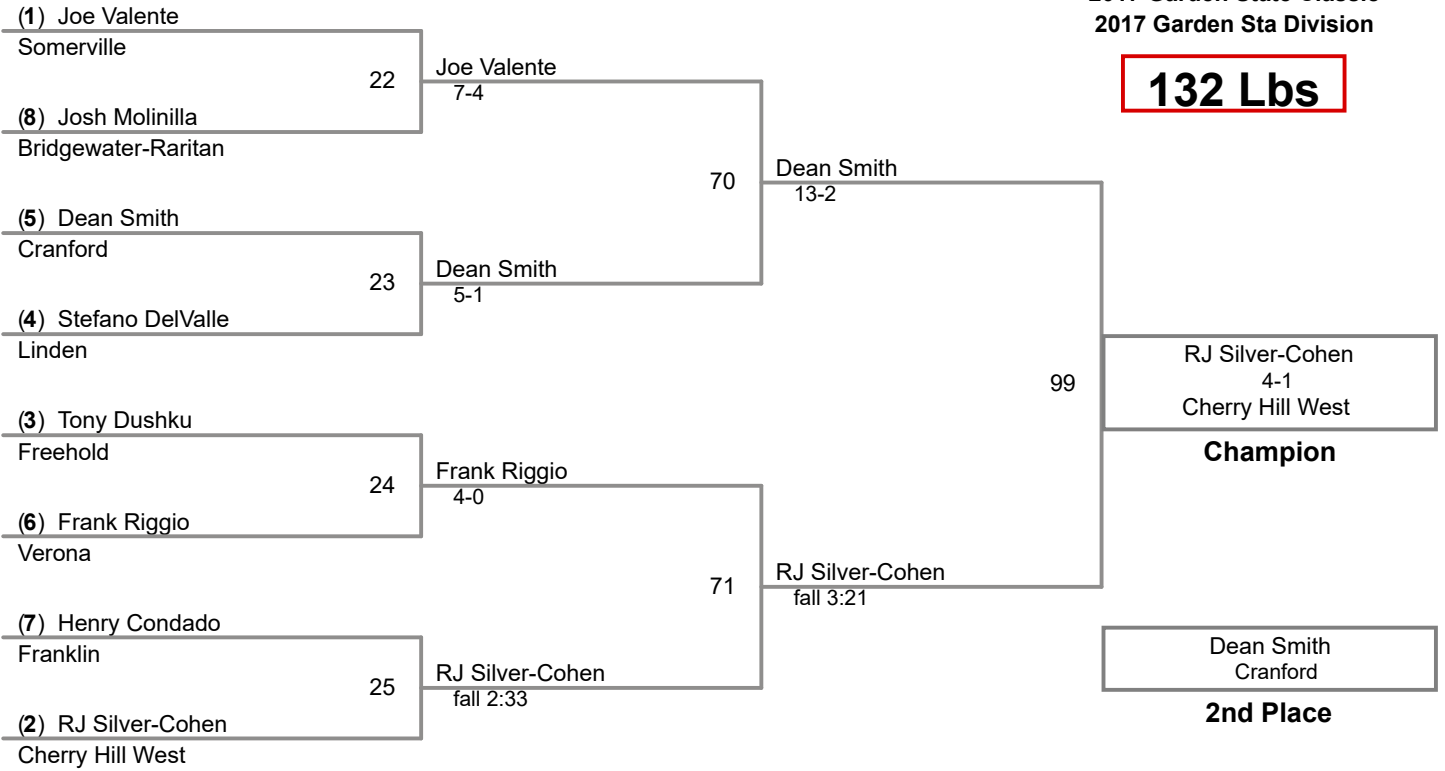 2017 Garden State Classic
2017 Garden Sta Division
132 Lbs
(1) Joe Valente
Somerville
22
Joe Valente
7-4
(8) Josh Molinilla
Bridgewater-Raritan
70
Dean Smith
13-2
(5) Dean Smith
Cranford
23
Dean Smith
5-1
(4) Stefano DelValle
Linden
99
RJ Silver-Cohen
4-1
Cherry Hill West
Champion
(3) Tony Dushku
Freehold
24
Frank Riggio
4-0
(6) Frank Riggio
Verona
71
RJ Silver-Cohen
fall 3:21
(7) Henry Condado
Franklin
25
RJ Silver-Cohen
fall 2:33
(2) RJ Silver-Cohen
Cherry Hill West
Dean Smith
Cranford
2nd Place